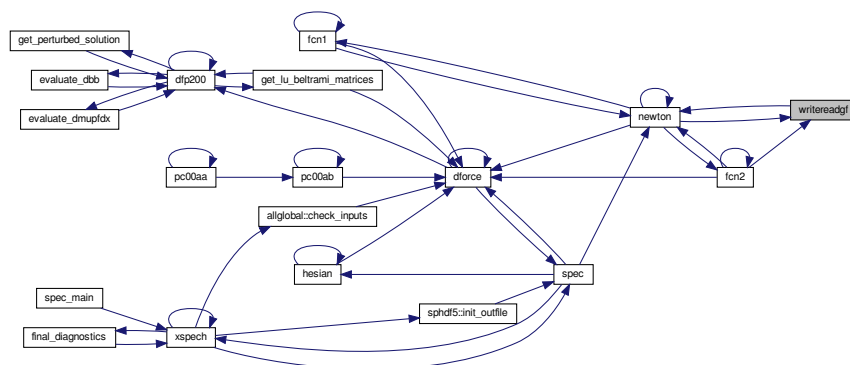 fcn1
get_perturbed_solution
evaluate_dbb
dfp200
get_lu_beltrami_matrices
evaluate_dmupfdx
newton
writereadgf
pc00aa
pc00ab
dforce
fcn2
allglobal::check_inputs
hesian
spec
spec_main
sphdf5::init_outfile
final_diagnostics
xspech